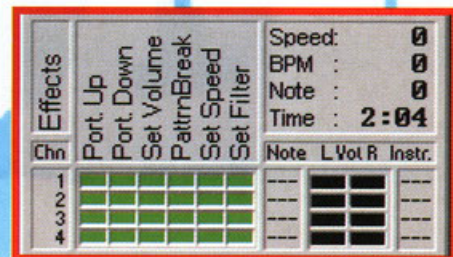 Effects
Port. Up
Port. Down
Set Volume
PattrnBreak
Set Speed
Set Filter
Speed: 0
BPM : 0
Note : 0
Time : 2:04
Chn Note L Vol R Instr.
1 --- ---
2 --- ---
3 --- ---
4 --- ---